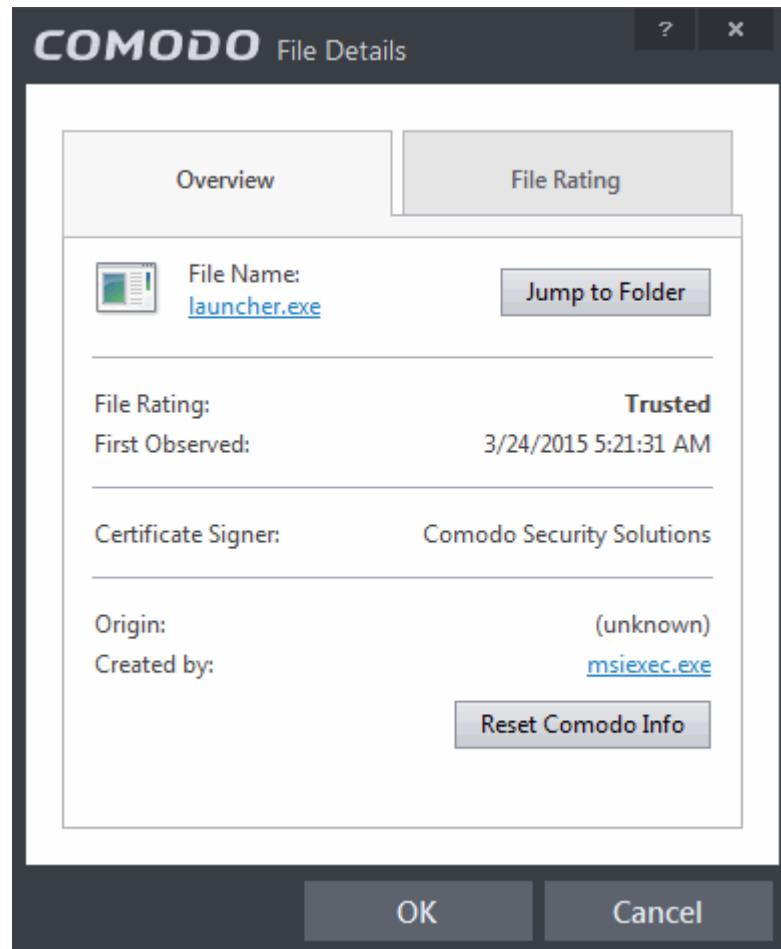 COMODO File Details
? ×
Overview
File Rating
File Name:
launcher.exe
Jump to Folder
File Rating: Trusted
First Observed: 3/24/2015 5:21:31 AM
Certificate Signer: Comodo Security Solutions
Origin: (unknown)
Created by: msiexec.exe
Reset Comodo Info
OK Cancel